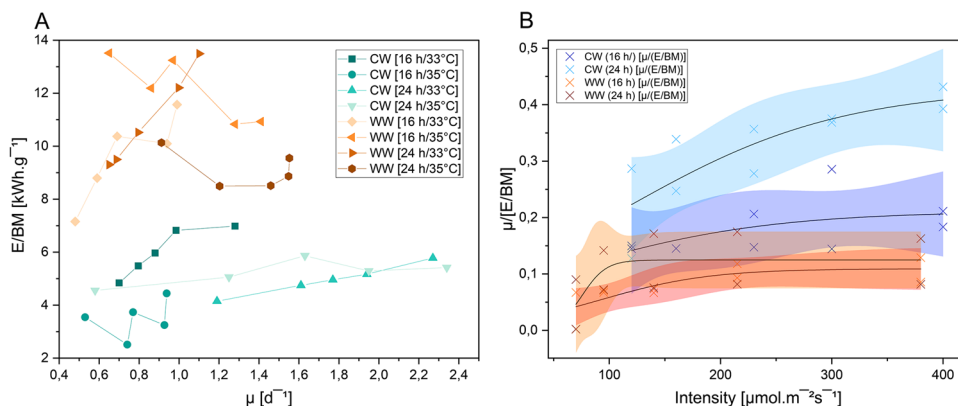 A
14
12
10
8
6
4
2
E/BM [kWh.g⁻¹]
0,4 0,6 0,8 1,0 1,2 1,4 1,6 1,8 2,0 2,2 2,4
µ [d⁻¹]
CW [16 h/33°C]
CW [16 h/35°C]
CW [24 h/33°C]
CW [24 h/35°C]
WW [16 h/33°C]
WW [16 h/35°C]
WW [24 h/33°C]
WW [24 h/35°C]
B
0,5
0,4
0,3
0,2
0,1
0,0
µ/[E/BM]
100 200 300 400
Intensity [µmol.m⁻²s⁻¹]
CW (16 h/) [µ/(E/BM)]
CW (24 h) [µ/(E/BM)]
WW (16 h) [µ/(E/BM)]
WW (24 h) [µ/(E/BM)]